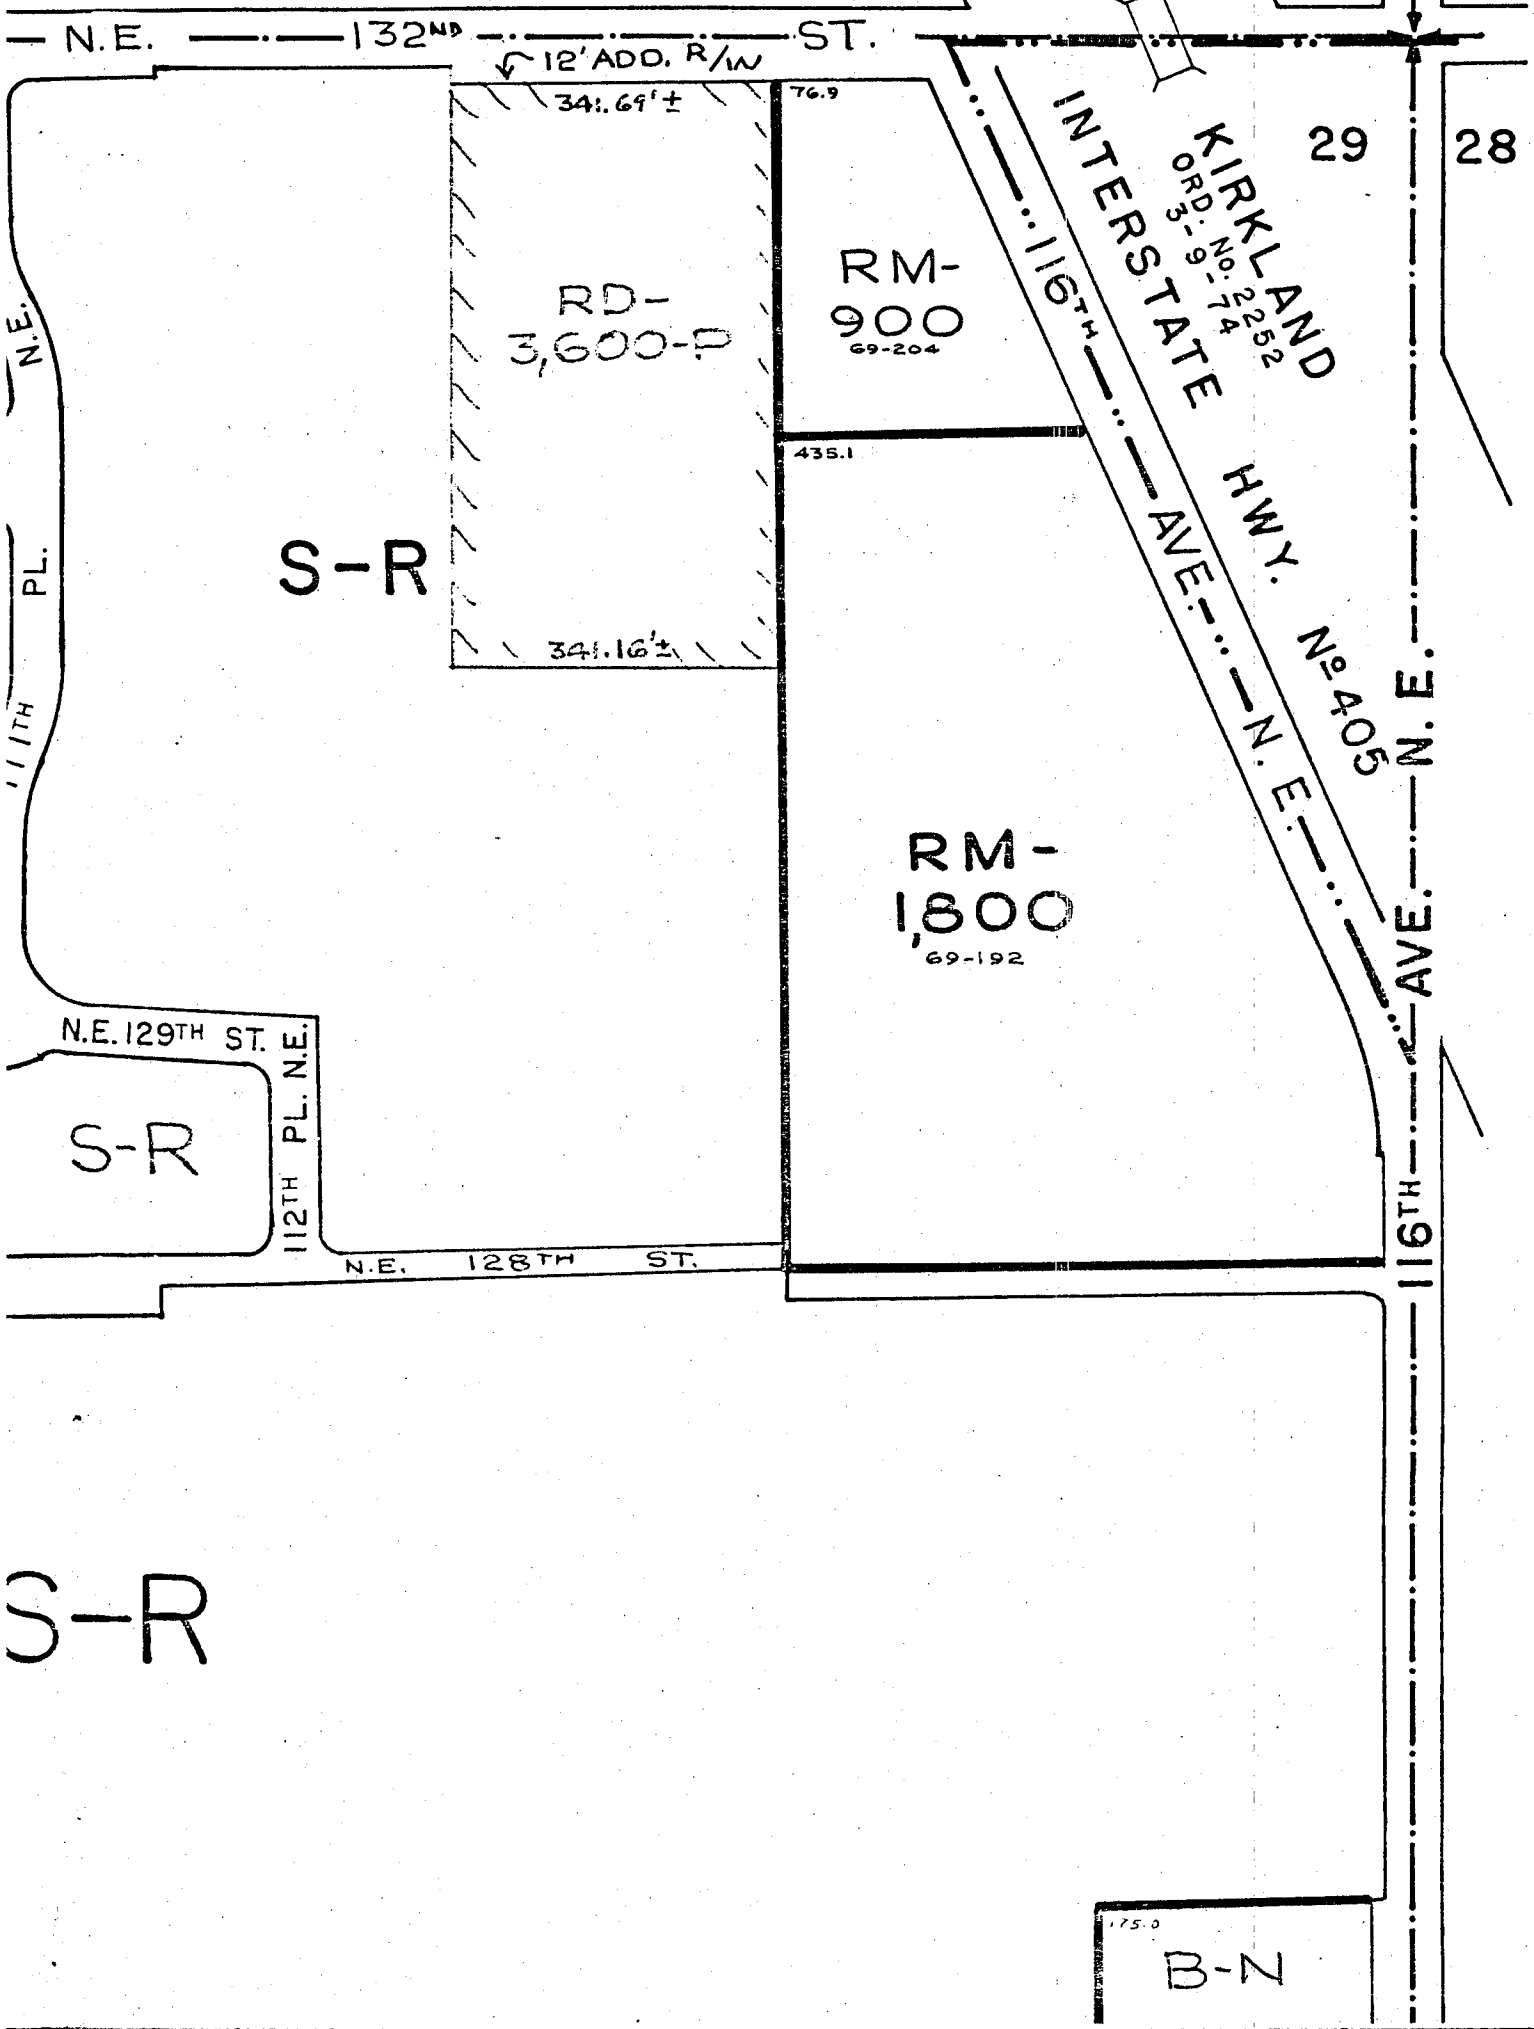 N.E. 132ND ST.
12' ADD. R/W
341.69'±
76.9
RD-
3,600-P
RM-
900
69-204
435.1
116TH AVE. N.E.
INTERSTATE HWY. Nº 405
KIRKLAND
ORD. No. 2252
3-9-74
29
28
N.E.
PL.
111TH
S-R
341.16'±
RM-
1,800
69-192
116TH AVE. N.E.
N.E. 129TH ST.
112TH PL. N.E.
S-R
N.E. 128TH ST.
S-R
175.0
B-N